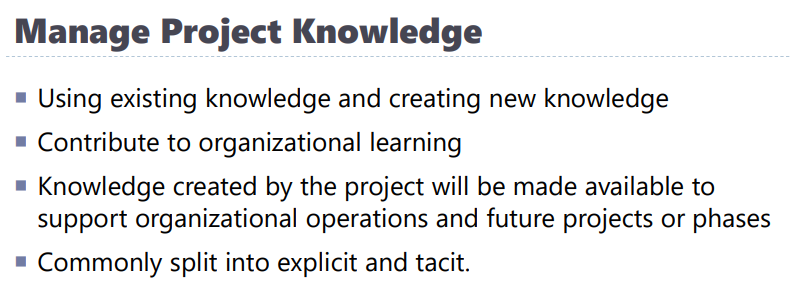 Manage Project Knowledge
Using existing knowledge and creating new knowledge
Contribute to organizational learning
Knowledge created by the project will be made available to
support organizational operations and future projects or phases
Commonly split into explicit and tacit.